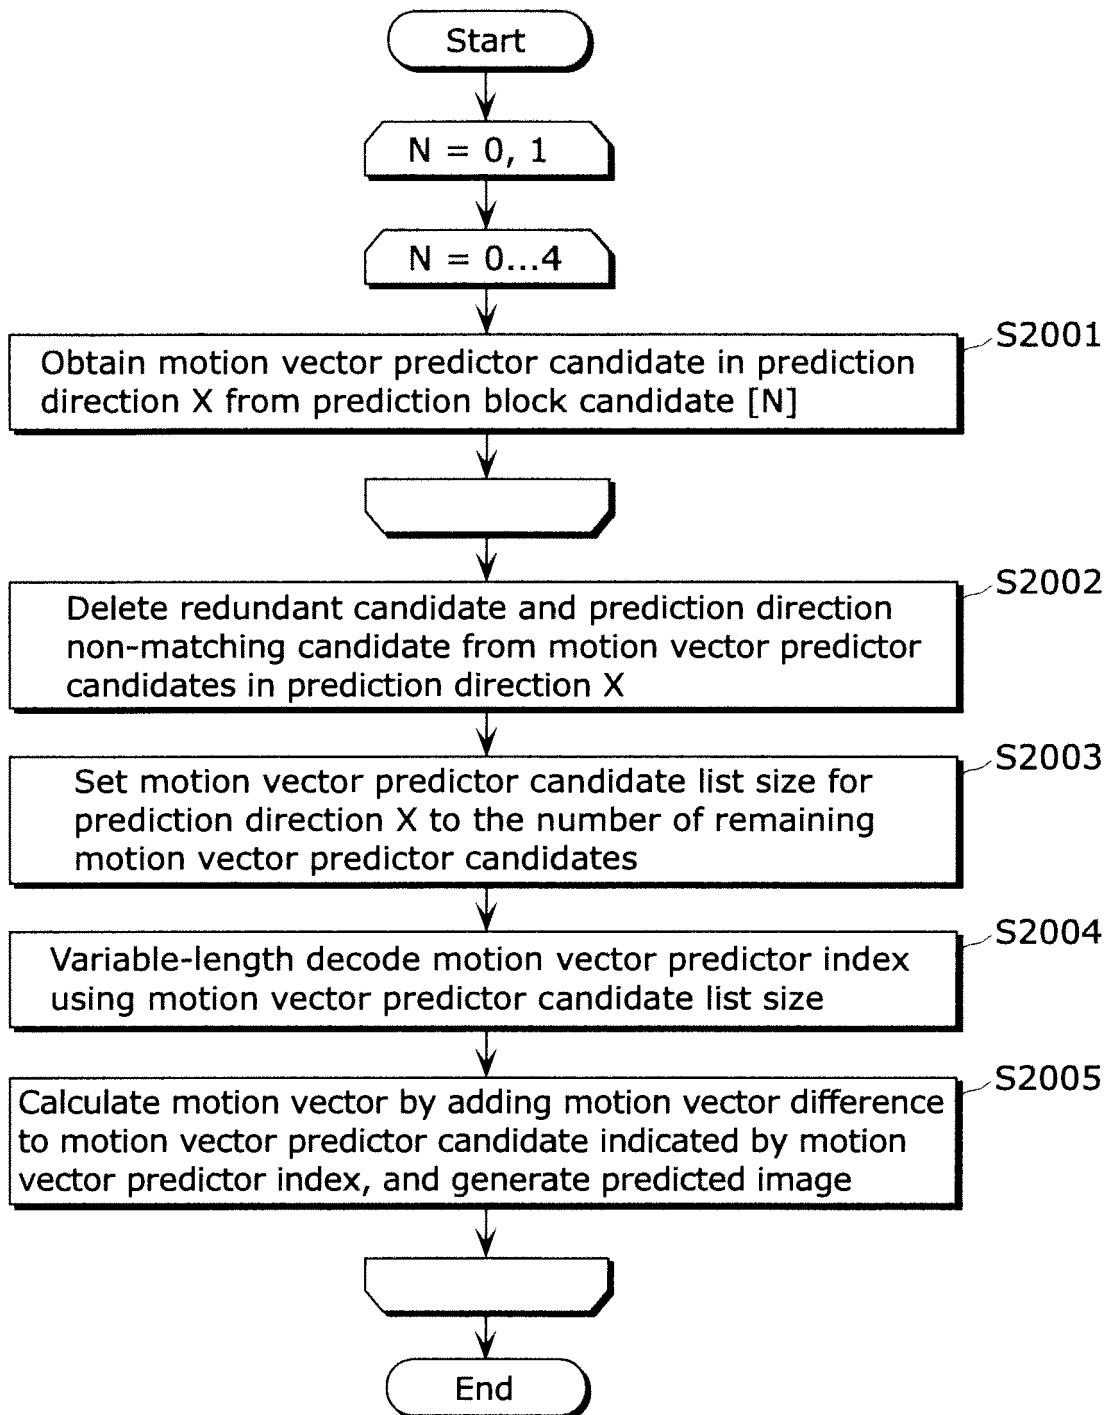 Start
N = 0, 1
N = 0...4
S2001
Obtain motion vector predictor candidate in prediction
direction X from prediction block candidate [N]
S2002
Delete redundant candidate and prediction direction
non-matching candidate from motion vector predictor
candidates in prediction direction X
S2003
Set motion vector predictor candidate list size for
prediction direction X to the number of remaining
motion vector predictor candidates
S2004
Variable-length decode motion vector predictor index
using motion vector predictor candidate list size
S2005
Calculate motion vector by adding motion vector difference
to motion vector predictor candidate indicated by motion
vector predictor index, and generate predicted image
End